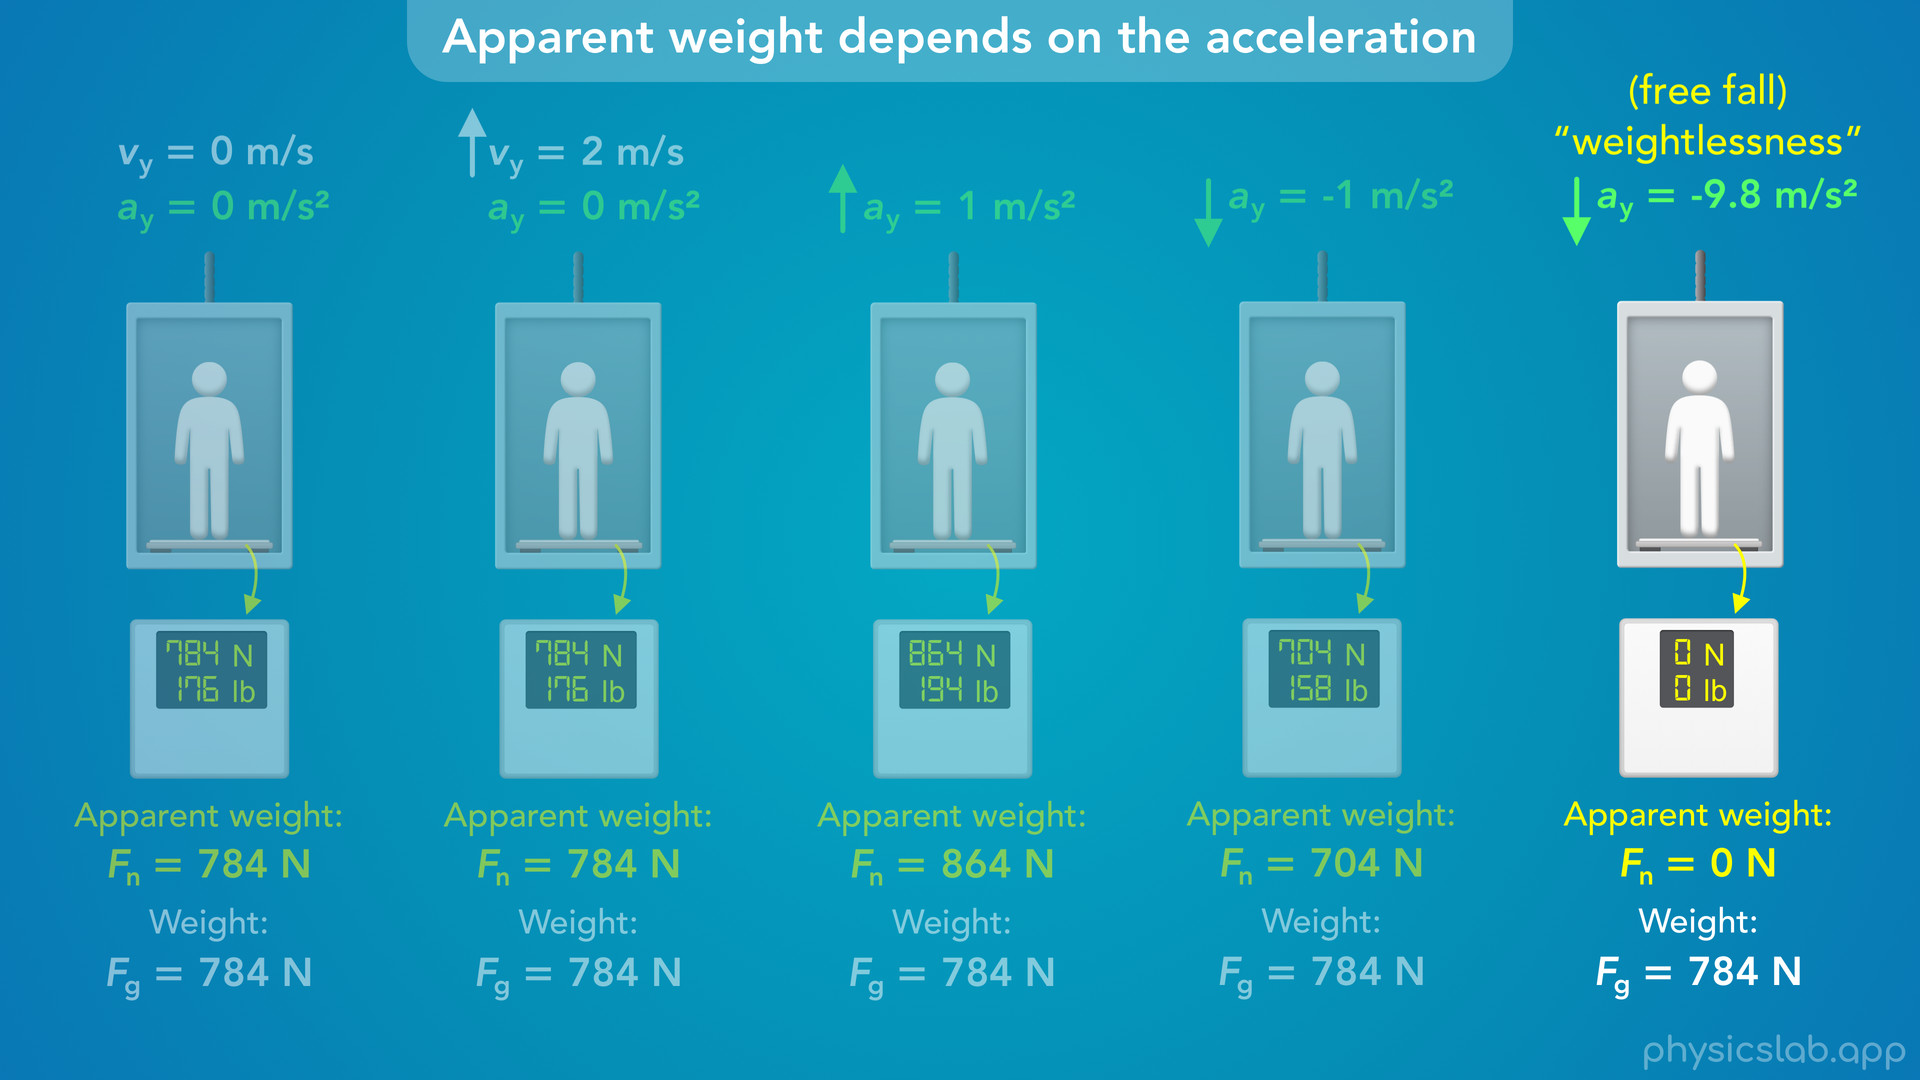 Apparent weight depends on the acceleration
vy = 0 m/s
ay = 0 m/s²
784 N
176 lb
Apparent weight:
Fn = 784 N
Weight:
Fg = 784 N
vy = 2 m/s
ay = 0 m/s²
784 N
176 lb
Apparent weight:
Fn = 784 N
Weight:
Fg = 784 N
ay = 1 m/s²
864 N
194 lb
Apparent weight:
Fn = 864 N
Weight:
Fg = 784 N
ay = -1 m/s²
704 N
158 lb
Apparent weight:
Fn = 704 N
Weight:
Fg = 784 N
(free fall)
“weightlessness”
ay = -9.8 m/s²
0 N
0 lb
Apparent weight:
Fn = 0 N
Weight:
Fg = 784 N
physicslab.app